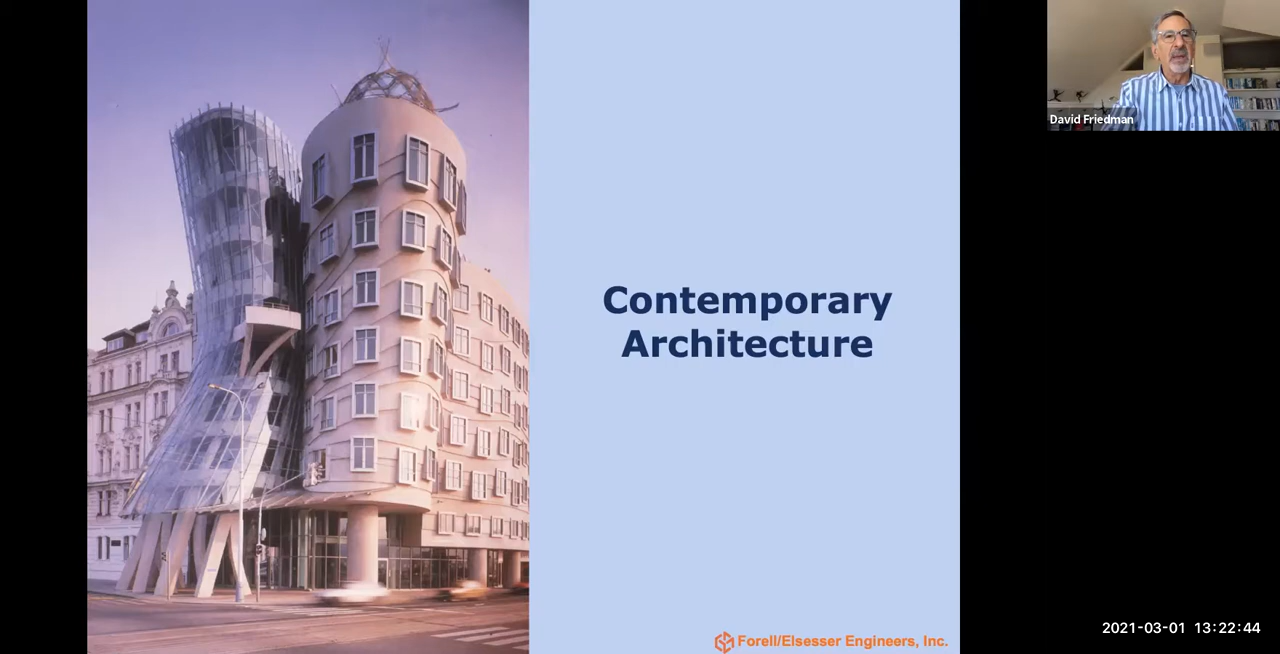 David Friedman
Contemporary
Architecture
2021-03-01 13:22:44
Forell/Elsesser Engineers, Inc.